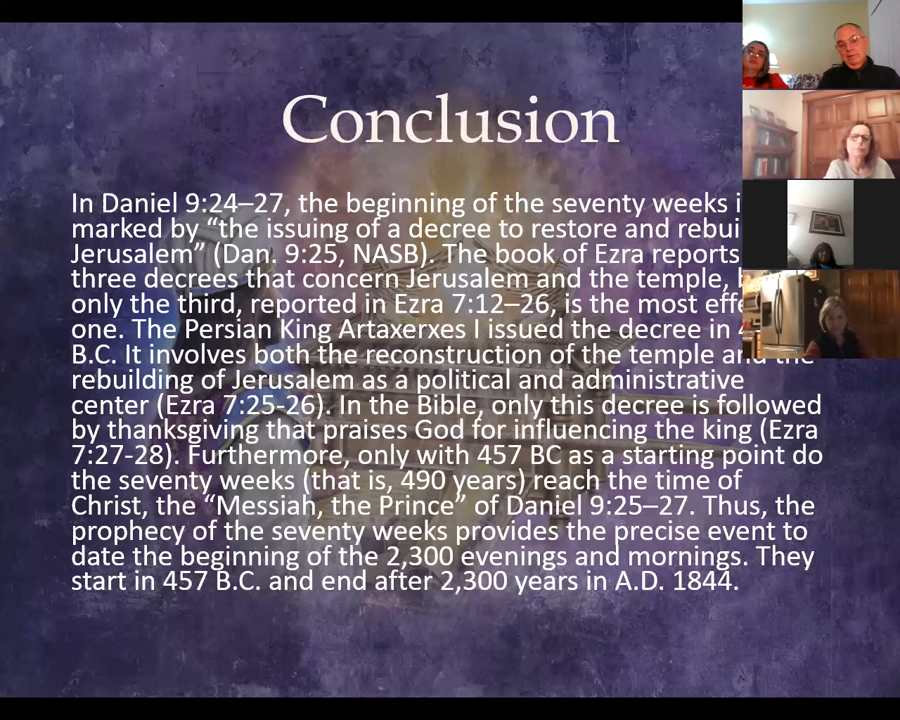 Conclusion
In Daniel 9:24–27, the beginning of the seventy weeks
marked by “the issuing of a decree to restore and
Jerusalem” (Dan. 9:25, NASB). The book of Ezra reports
three decrees that concern Jerusalem and the temple,
only the third, reported in Ezra 7:12–26, is the most
one. The Persian King Artaxerxes I issued the decree in
B.C. It involves both the reconstruction of the temple and the
rebuilding of Jerusalem as a political and administrative
center (Ezra 7:25-26). In the Bible, only this decree is followed
by thanksgiving that praises God for influencing the king (Ezra
7:27-28). Furthermore, only with 457 BC as a starting point do
the seventy weeks (that is, 490 years) reach the time of
Christ, the “Messiah, the Prince” of Daniel 9:25–27. Thus, the
prophecy of the seventy weeks provides the precise event to
date the beginning of the 2,300 evenings and mornings. They
start in 457 B.C. and end after 2,300 years in A.D. 1844.